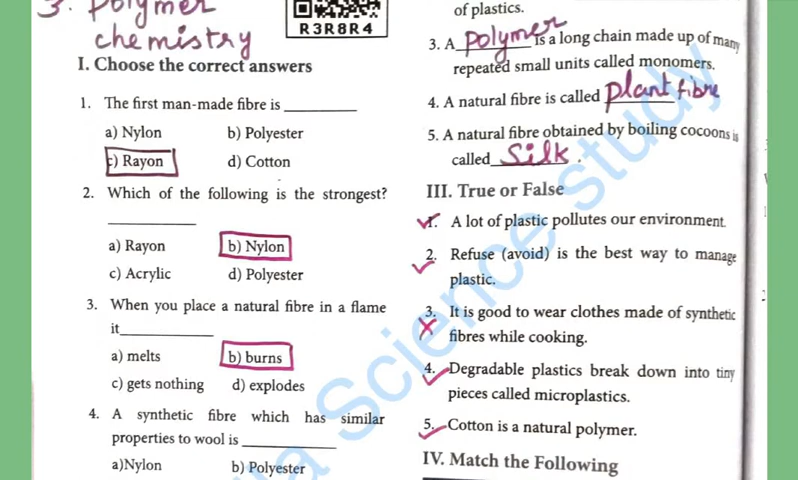 3. Polymer
chemistry
R3R8R4
I. Choose the correct answers
1. The first man-made fibre is ________
a) Nylon b) Polyester
c) Rayon d) Cotton
2. Which of the following is the strongest?
________
a) Rayon b) Nylon
c) Acrylic d) Polyester
3. When you place a natural fibre in a flame
it________
a) melts b) burns
c) gets nothing d) explodes
4. A synthetic fibre which has similar
properties to wool is ________
a)Nylon b) Polyester
of plastics.
3. A polymer is a long chain made up of many
repeated small units called monomers.
4. A natural fibre is called plant fibre
5. A natural fibre obtained by boiling cocoons is
called Silk.
III. True or False
1. A lot of plastic pollutes our environment.
2. Refuse (avoid) is the best way to manage
plastic.
3. It is good to wear clothes made of synthetic
fibres while cooking.
4. Degradable plastics break down into tiny
pieces called microplastics.
5. Cotton is a natural polymer.
IV. Match the Following
Science study